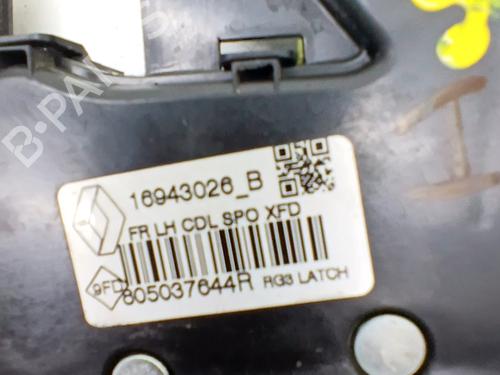 B-PARTS
16943026_B
FR LH CDL SPO XFD
9FD
805037644R RG3 LATCH